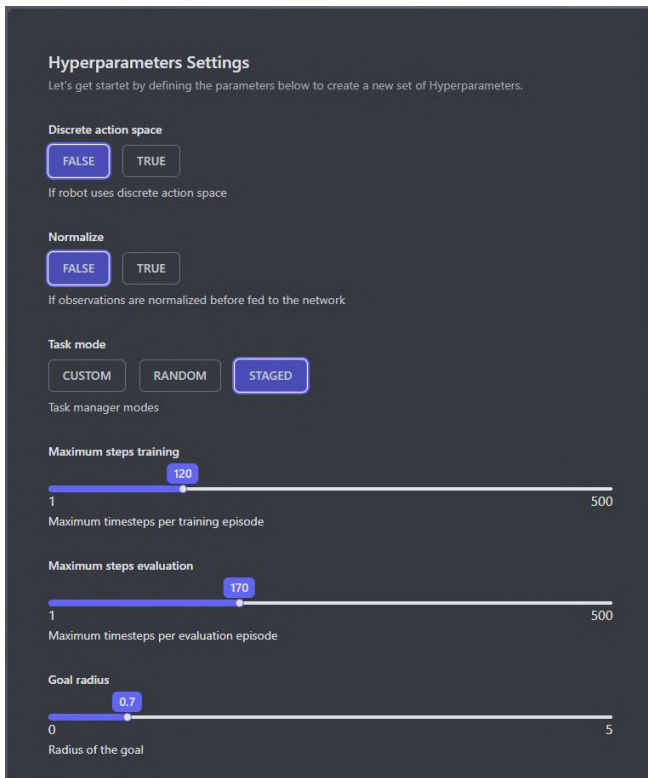 Hyperparameters Settings
Let's get startet by defining the parameters below to create a new set of Hyperparameters.
Discrete action space
FALSE TRUE
If robot uses discrete action space
Normalize
FALSE TRUE
If observations are normalized before fed to the network
Task mode
CUSTOM RANDOM STAGED
Task manager modes
Maximum steps training
120
1 500
Maximum timesteps per training episode
Maximum steps evaluation
170
1 500
Maximum timesteps per evaluation episode
Goal radius
0.7
0 5
Radius of the goal